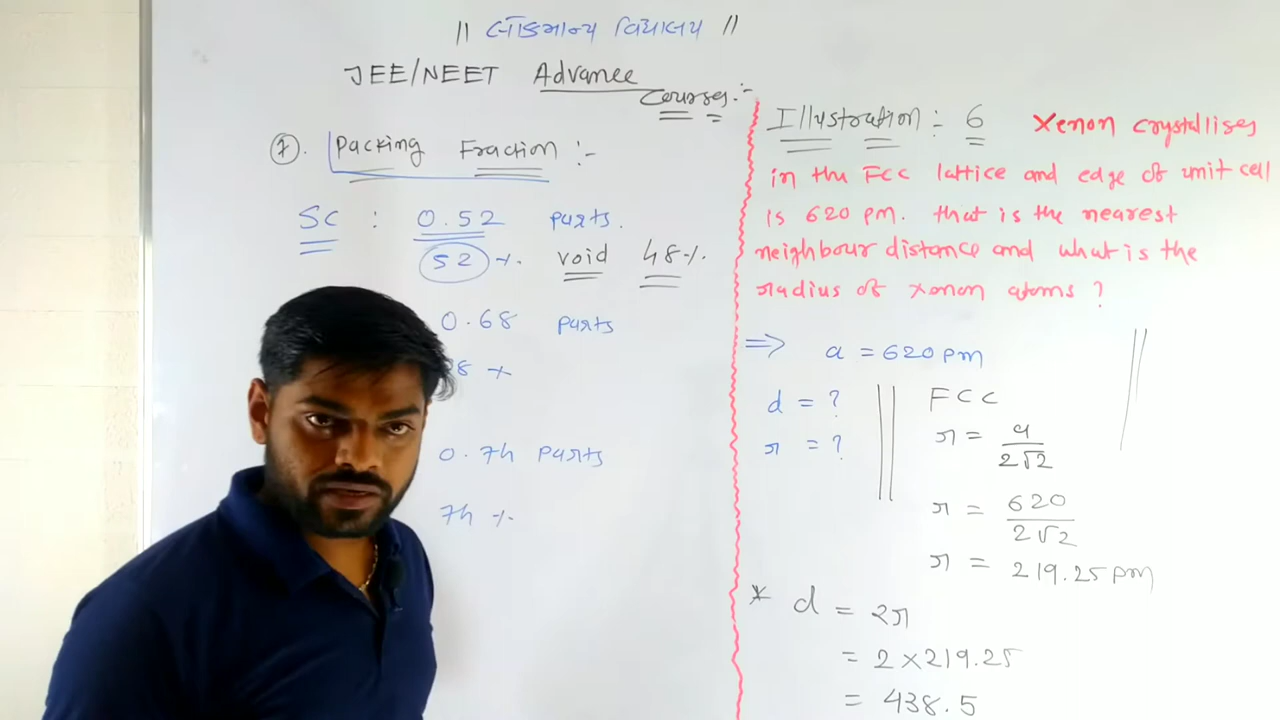 || લોકમાન્ય વિદ્યાલય ||
JEE/NEET Advance
Courses:-
7. Packing Fraction :-
SC : 0.52 parts.
52 %. void 48%.
0.68 parts
8 %
0.74 parts
74 %
Illustration : 6 Xenon crystallises
in the FCC lattice and edge of unit cell
is 620 pm. that is the nearest
neighbour distance and what is the
radius of xenon atoms ?
⇒ a = 620 pm
d = ?
r = ?
FCC
r = a / 2√2
r = 620 / 2√2
r = 219.25 pm
* d = 2r
= 2 × 219.25
= 438.5